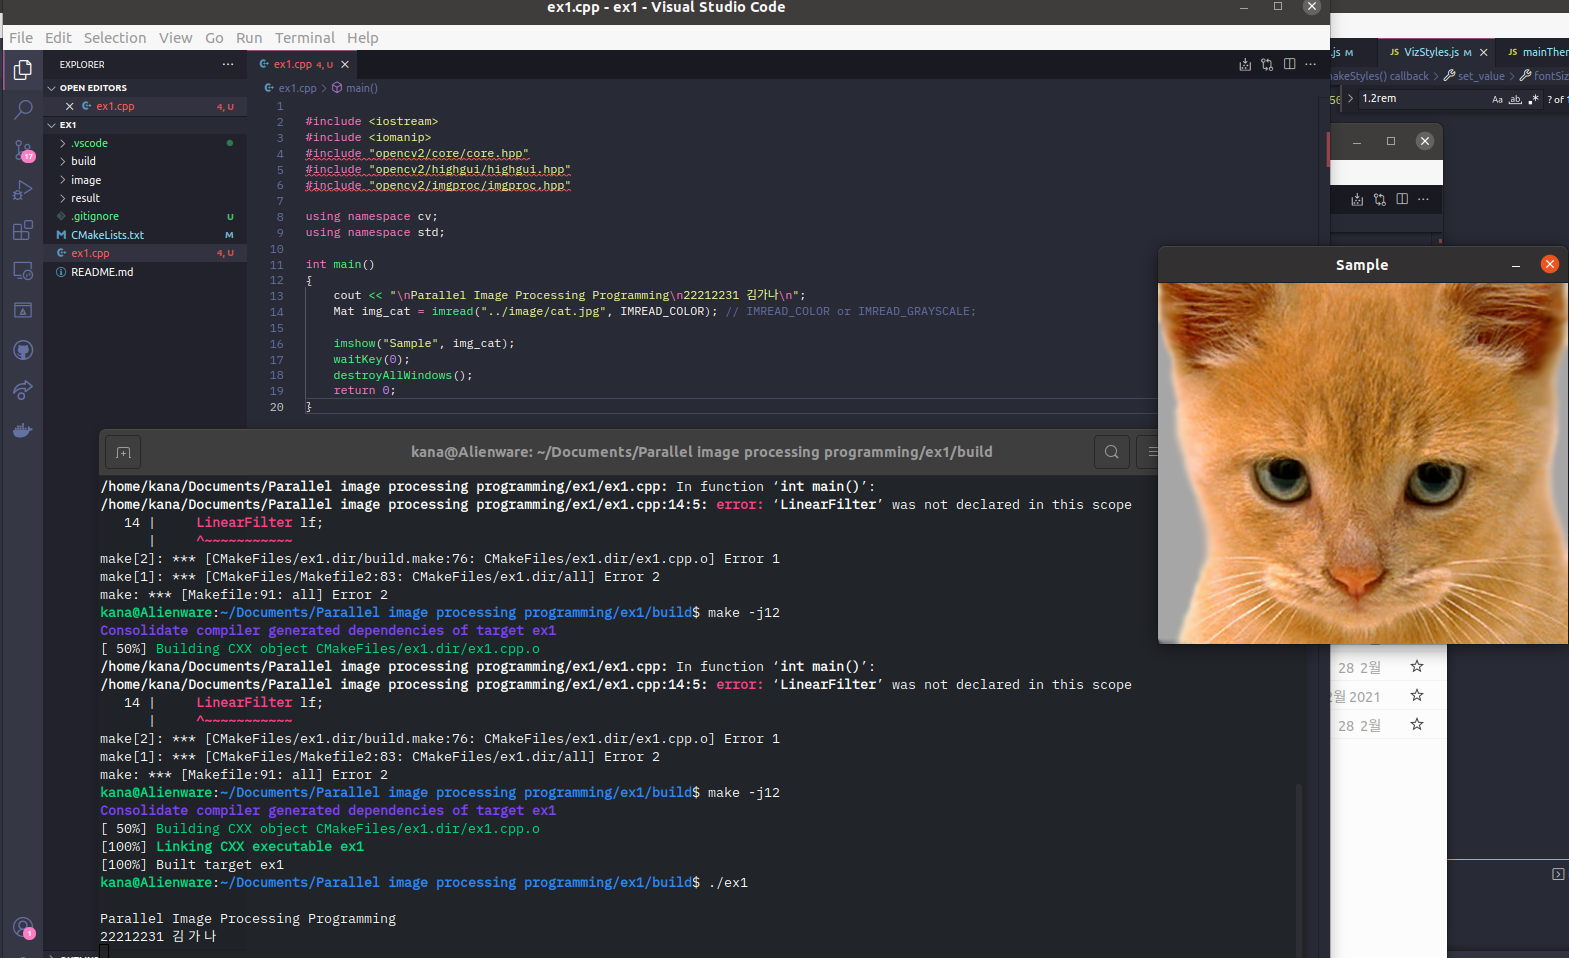 ex1.cpp - ex1 - Visual Studio Code
File Edit Selection View Go Run Terminal Help
EXPLORER
OPEN EDITORS
ex1.cpp 4, U
EX1
.vscode
build
image
result
.gitignore U
CMakeLists.txt M
ex1.cpp 4, U
README.md
17
1
ex1.cpp 4, U
ex1.cpp > main()
1
2 #include <iostream>
3 #include <iomanip>
4 #include "opencv2/core/core.hpp"
5 #include "opencv2/highgui/highgui.hpp"
6 #include "opencv2/imgproc/imgproc.hpp"
7
8 using namespace cv;
9 using namespace std;
10
11 int main()
12 {
13 cout << "\nParallel Image Processing Programming\n22212231 김가나\n";
14 Mat img_cat = imread("../image/cat.jpg", IMREAD_COLOR); // IMREAD_COLOR or IMREAD_GRAYSCALE;
15
16 imshow("Sample", img_cat);
17 waitKey(0);
18 destroyAllWindows();
19 return 0;
20 }
.js M VizStyles.js M JS mainTher
akeStyles() callback > set_value > fontSiz
50 > 1.2rem Aa ab ? of 1
Sample
kana@Alienware: ~/Documents/Parallel image processing programming/ex1/build
/home/kana/Documents/Parallel image processing programming/ex1/ex1.cpp: In function ‘int main()’:
/home/kana/Documents/Parallel image processing programming/ex1/ex1.cpp:14:5: error: ‘LinearFilter’ was not declared in this scope
14 | LinearFilter lf;
| ^~~~~~~~~~~~
make[2]: *** [CMakeFiles/ex1.dir/build.make:76: CMakeFiles/ex1.dir/ex1.cpp.o] Error 1
make[1]: *** [CMakeFiles/Makefile2:83: CMakeFiles/ex1.dir/all] Error 2
make: *** [Makefile:91: all] Error 2
kana@Alienware:~/Documents/Parallel image processing programming/ex1/build$ make -j12
Consolidate compiler generated dependencies of target ex1
[ 50%] Building CXX object CMakeFiles/ex1.dir/ex1.cpp.o
/home/kana/Documents/Parallel image processing programming/ex1/ex1.cpp: In function ‘int main()’:
/home/kana/Documents/Parallel image processing programming/ex1/ex1.cpp:14:5: error: ‘LinearFilter’ was not declared in this scope
14 | LinearFilter lf;
| ^~~~~~~~~~~~
make[2]: *** [CMakeFiles/ex1.dir/build.make:76: CMakeFiles/ex1.dir/ex1.cpp.o] Error 1
make[1]: *** [CMakeFiles/Makefile2:83: CMakeFiles/ex1.dir/all] Error 2
make: *** [Makefile:91: all] Error 2
kana@Alienware:~/Documents/Parallel image processing programming/ex1/build$ make -j12
Consolidate compiler generated dependencies of target ex1
[ 50%] Building CXX object CMakeFiles/ex1.dir/ex1.cpp.o
[100%] Linking CXX executable ex1
[100%] Built target ex1
kana@Alienware:~/Documents/Parallel image processing programming/ex1/build$ ./ex1
Parallel Image Processing Programming
22212231 김가나
28 2월
2월 2021
28 2월